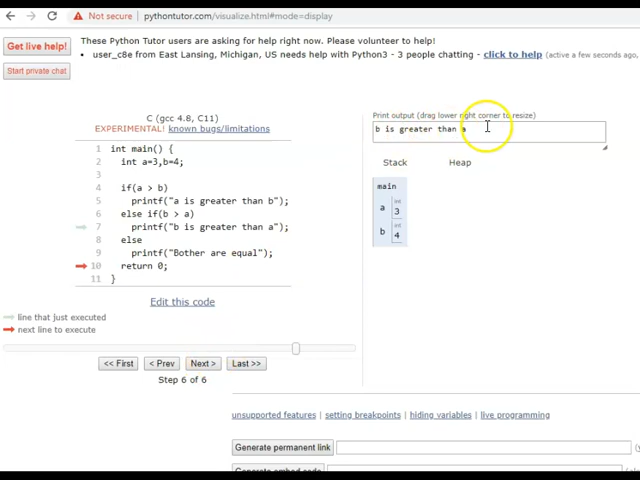 Not secure | pythontutor.com/visualize.html#mode=display
Get live help!
Start private chat
These Python Tutor users are asking for help right now. Please volunteer to help!
user_c8e from East Lansing, Michigan, US needs help with Python3 - 3 people chatting - click to help (active a few seconds ago,
C (gcc 4.8, C11)
EXPERIMENTAL! known bugs/limitations
1 int main() {
2 int a=3,b=4;
3
4 if(a > b)
5 printf("a is greater than b");
6 else if(b > a)
7 printf("b is greater than a");
8 else
9 printf("Bother are equal");
10 return 0;
11 }
Edit this code
line that just executed
next line to execute
<< First
< Prev
Next >
Last >>
Step 6 of 6
Print output (drag lower right corner to resize)
b is greater than a
Stack
Heap
main
a int 3
b int 4
unsupported features | setting breakpoints | hiding variables | live programming
Generate permanent link
Generate embed code